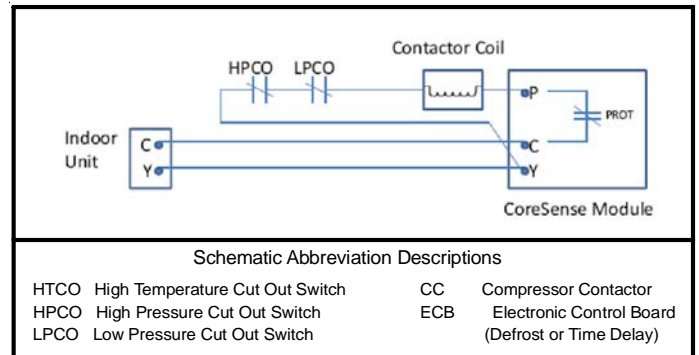 Contactor Coil
HPCO LPCO
P
PROT
Indoor
Unit
C
Y
C
Y
CoreSense Module
Schematic Abbreviation Descriptions
HTCO High Temperature Cut Out Switch
HPCO High Pressure Cut Out Switch
LPCO Low Pressure Cut Out Switch
CC Compressor Contactor
ECB Electronic Control Board
(Defrost or Time Delay)